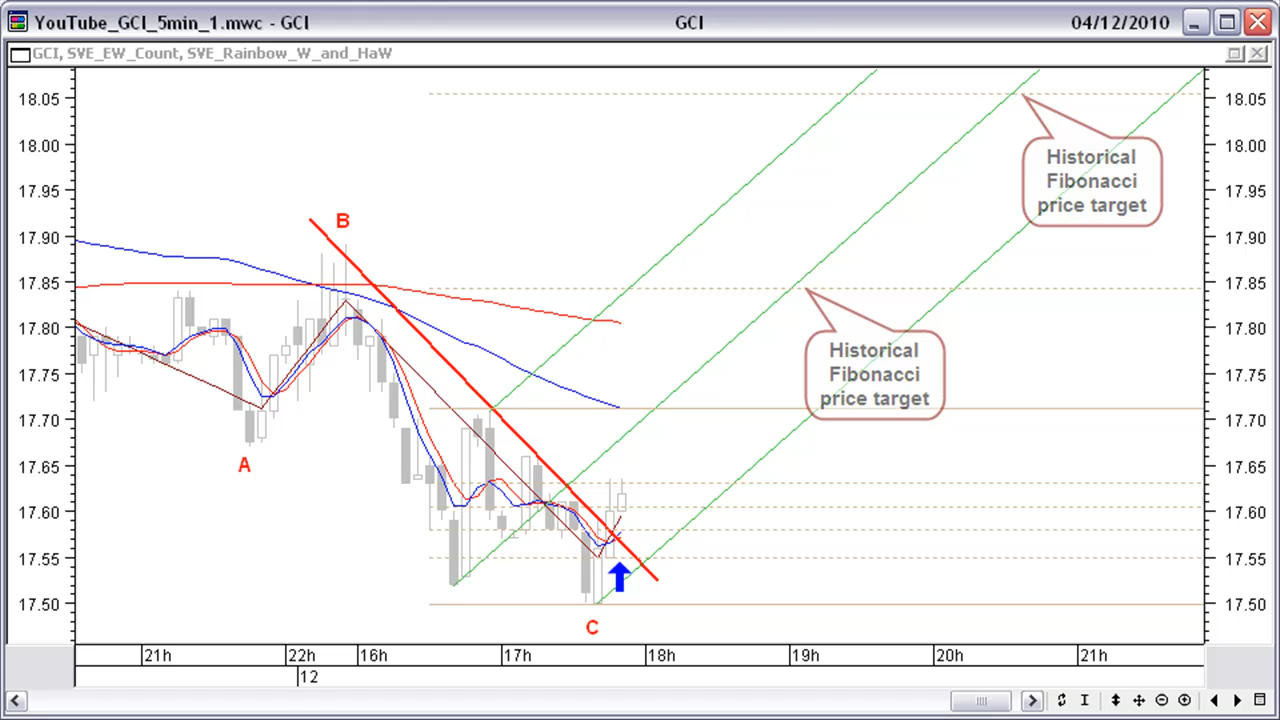 YouTube_GCI_5min_1.mwc - GCI GCI 04/12/2010
GCI, SVE_EW_Count, SVE_Rainbow_W_and_HaW
18.05 18.05
18.00 18.00
17.95 17.95
17.90 17.90
17.85 17.85
17.80 17.80
17.75 17.75
17.70 17.70
17.65 17.65
17.60 17.60
17.55 17.55
17.50 17.50
Historical
Fibonacci
price target
B
Historical
Fibonacci
price target
A
C
21h 22h 16h 17h 18h 19h 20h 21h
12